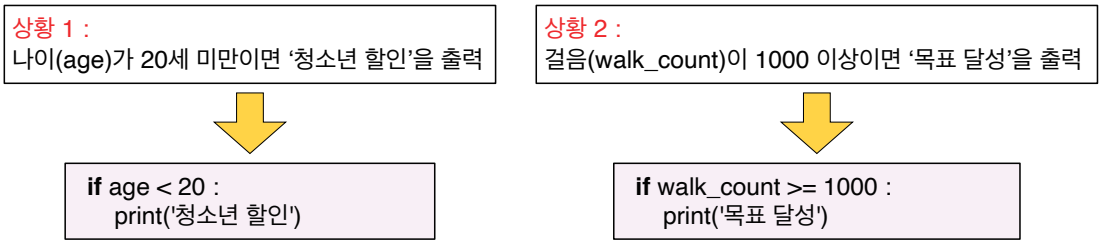 상황 1 :
나이(age)가 20세 미만이면 ‘청소년 할인’을 출력
if age < 20 :
print('청소년 할인')
상황 2 :
걸음(walk_count)이 1000 이상이면 ‘목표 달성’을 출력
if walk_count >= 1000 :
print('목표 달성')